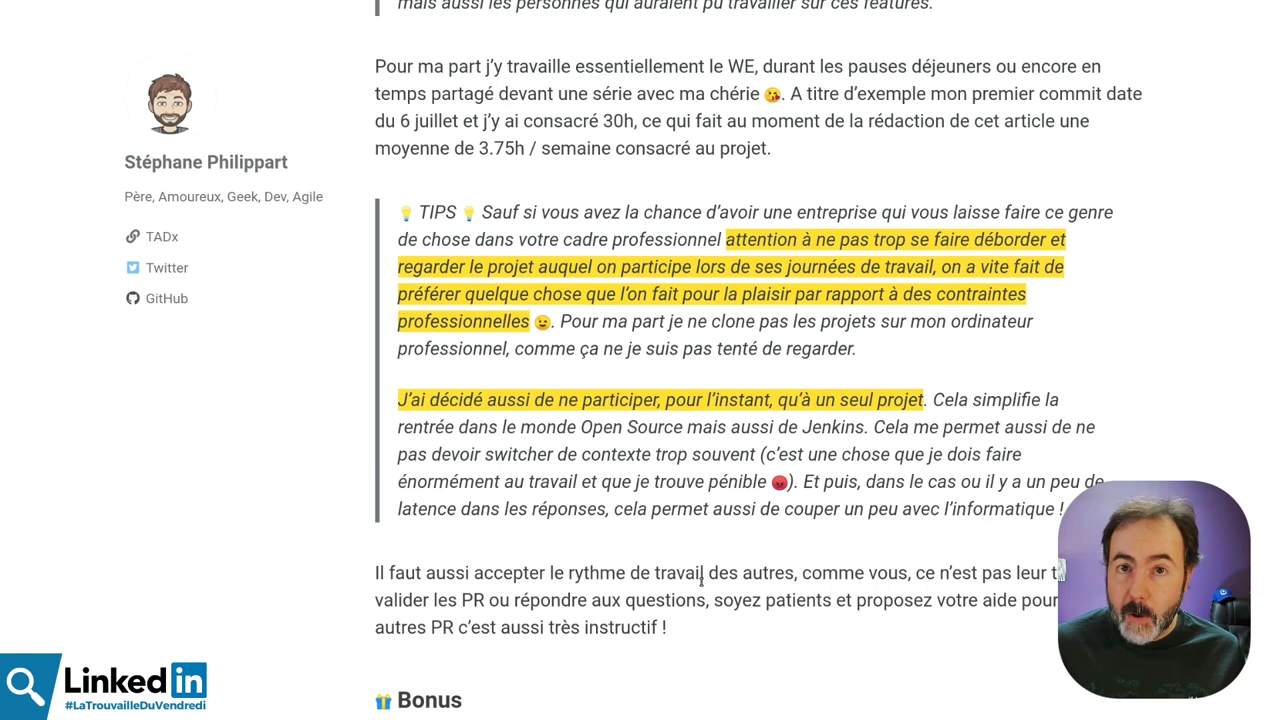 mais aussi les personnes qui auraient pu travailler sur ces features.
Stéphane Philippart
Père, Amoureux, Geek, Dev, Agile
TADx
Twitter
GitHub
Pour ma part j’y travaille essentiellement le WE, durant les pauses déjeuners ou encore en
temps partagé devant une série avec ma chérie 😘. A titre d’exemple mon premier commit date
du 6 juillet et j’y ai consacré 30h, ce qui fait au moment de la rédaction de cet article une
moyenne de 3.75h / semaine consacré au projet.
💡 TIPS 💡 Sauf si vous avez la chance d’avoir une entreprise qui vous laisse faire ce genre
de chose dans votre cadre professionnel attention à ne pas trop se faire déborder et
regarder le projet auquel on participe lors de ses journées de travail, on a vite fait de
préférer quelque chose que l’on fait pour la plaisir par rapport à des contraintes
professionnelles 😉. Pour ma part je ne clone pas les projets sur mon ordinateur
professionnel, comme ça ne je suis pas tenté de regarder.
J’ai décidé aussi de ne participer, pour l’instant, qu’à un seul projet. Cela simplifie la
rentrée dans le monde Open Source mais aussi de Jenkins. Cela me permet aussi de ne
pas devoir switcher de contexte trop souvent (c’est une chose que je dois faire
énormément au travail et que je trouve pénible 😡). Et puis, dans le cas ou il y a un peu de
latence dans les réponses, cela permet aussi de couper un peu avec l’informatique !
Il faut aussi accepter le rythme de travail des autres, comme vous, ce n’est pas leur
valider les PR ou répondre aux questions, soyez patients et proposez votre aide pour
autres PR c’est aussi très instructif !
🎁 Bonus
Linked in
#LaTrouvailleDuVendredi